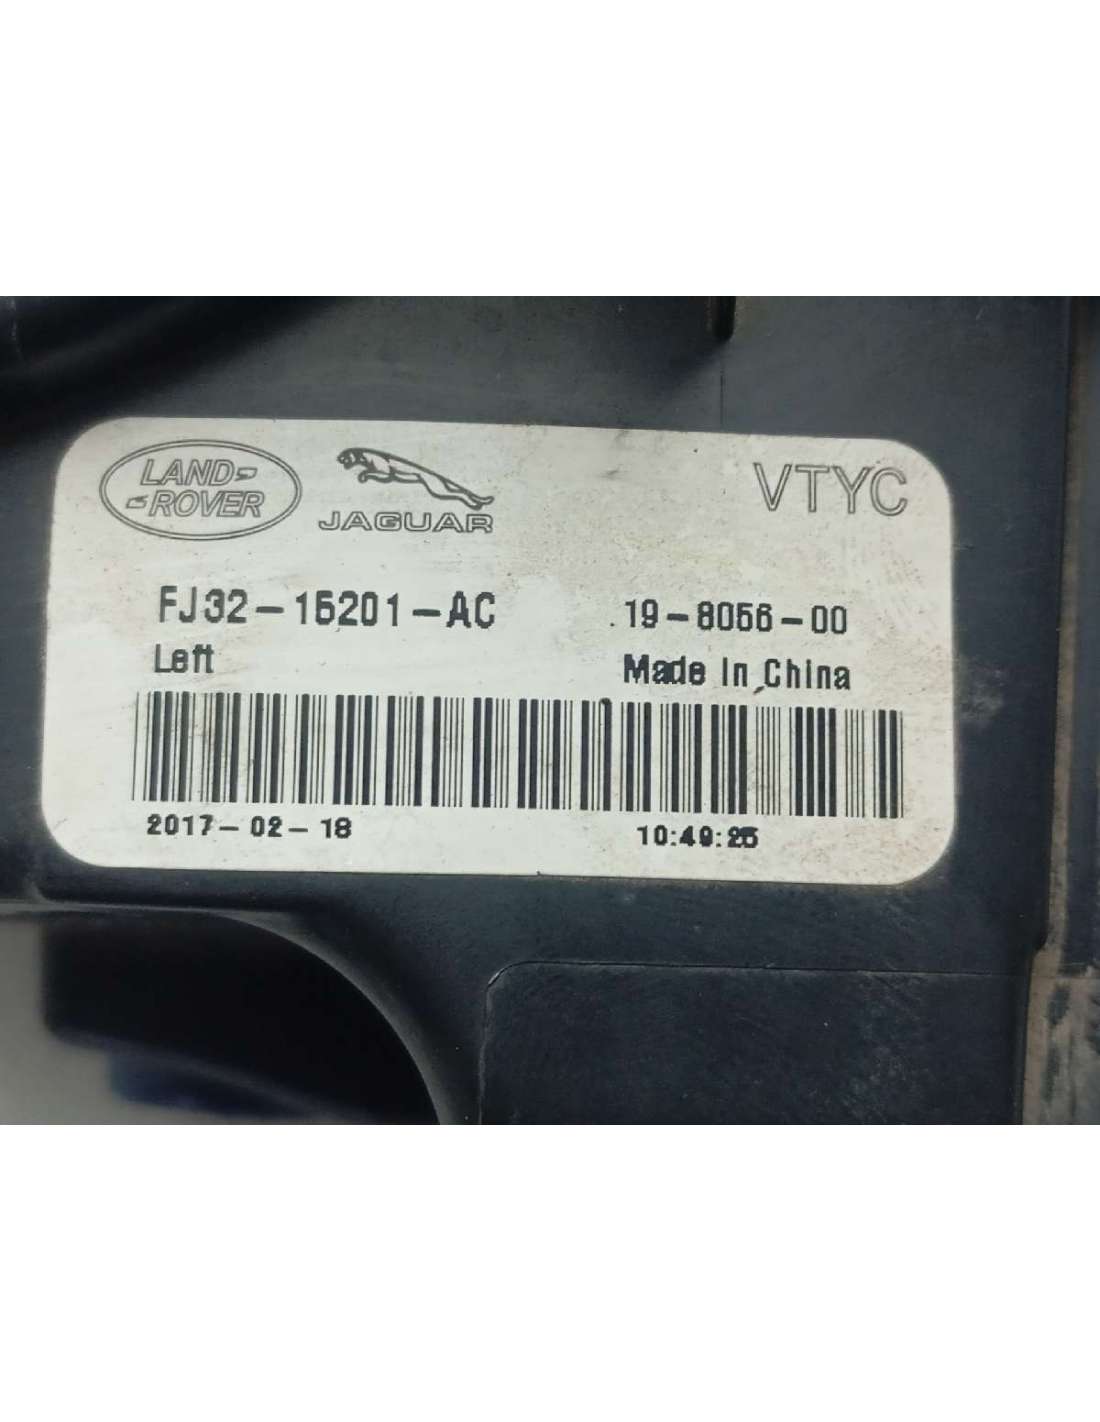 LAND
ROVER
JAGUAR
VTYC
FJ32-15201-AC
19-8056-00
Left
Made In China
2017-02-18
10:49:25